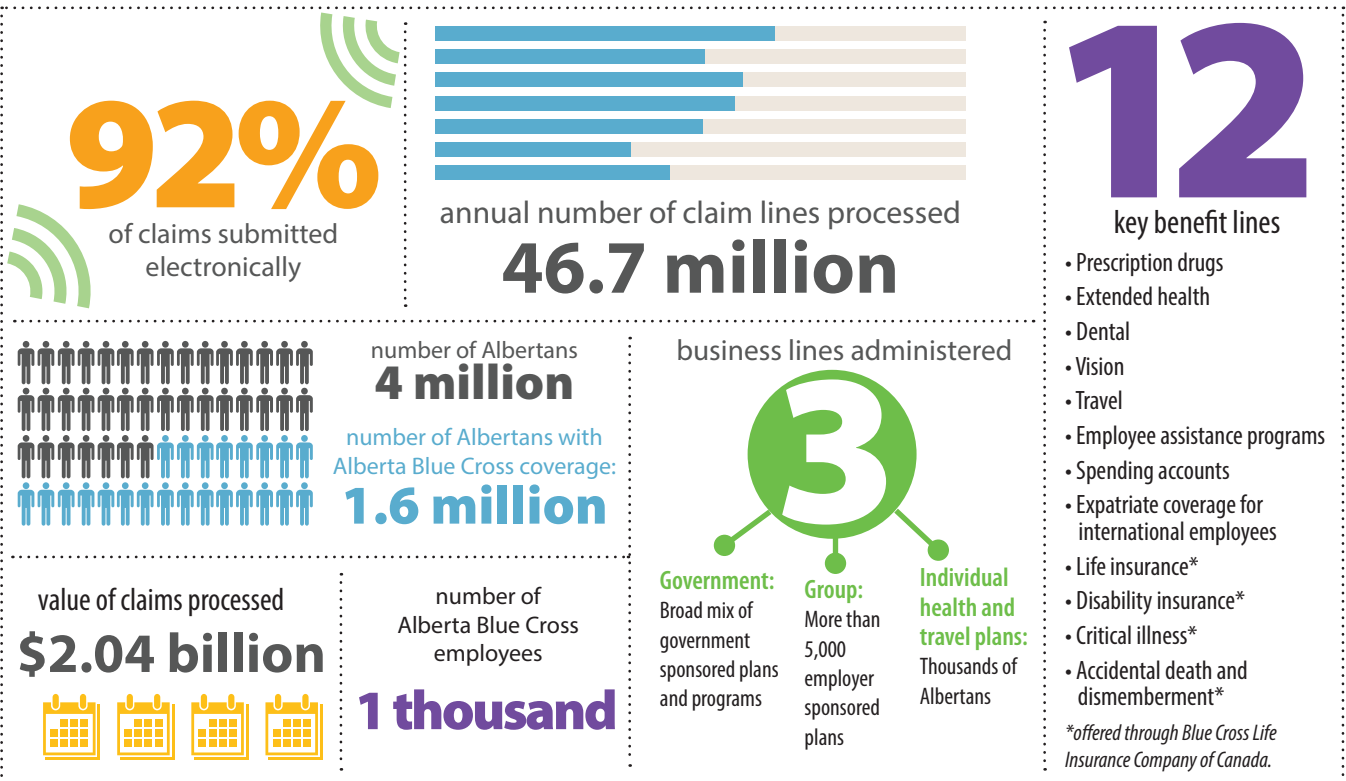 92%
of claims submitted
electronically
annual number of claim lines processed
46.7 million
12
key benefit lines
• Prescription drugs
• Extended health
• Dental
• Vision
• Travel
• Employee assistance programs
• Spending accounts
• Expatriate coverage for
international employees
• Life insurance*
• Disability insurance*
• Critical illness*
• Accidental death and
dismemberment*
*offered through Blue Cross Life
Insurance Company of Canada.
number of Albertans
4 million
number of Albertans with
Alberta Blue Cross coverage:
1.6 million
business lines administered
3
Government:
Broad mix of
government
sponsored plans
and programs
Group:
More than
5,000
employer
sponsored
plans
Individual
health and
travel plans:
Thousands of
Albertans
value of claims processed
$2.04 billion
number of
Alberta Blue Cross
employees
1 thousand